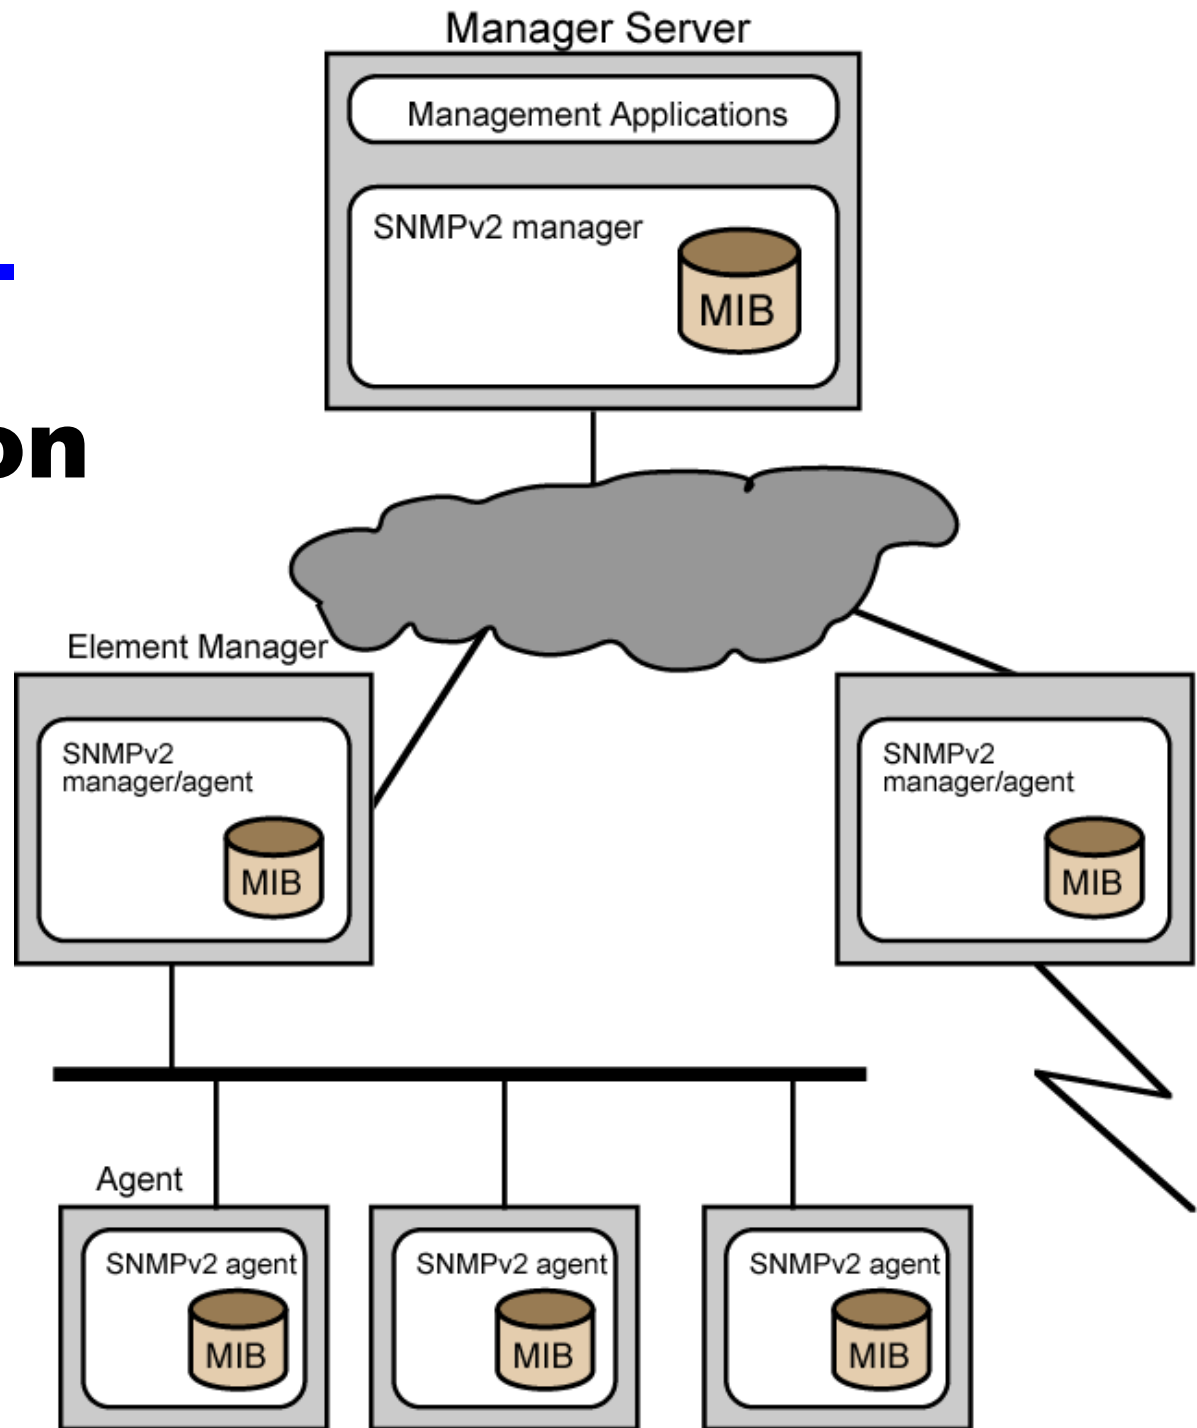 Manager Server
Management Applications
SNMPv2 manager
MIB
on
Element Manager
SNMPv2
manager/agent
MIB
SNMPv2
manager/agent
MIB
Agent
SNMPv2 agent
MIB
SNMPv2 agent
MIB
SNMPv2 agent
MIB